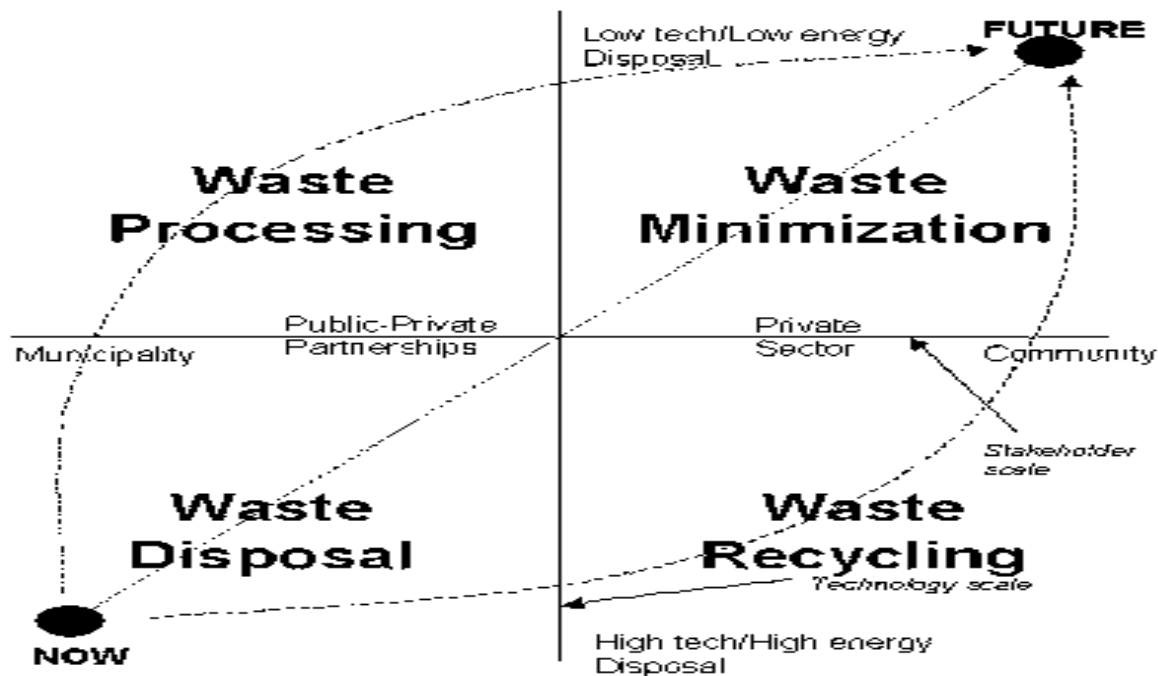 FUTURE
Low tech/Low energy
Disposal
Waste
Processing
Waste
Minimization
Public-Private
Partnerships
Private
Sector
Municipality
Community
Stakeholder
scale
Waste
Disposal
Waste
Recycling
Technology scale
NOW
High tech/High energy
Disposal